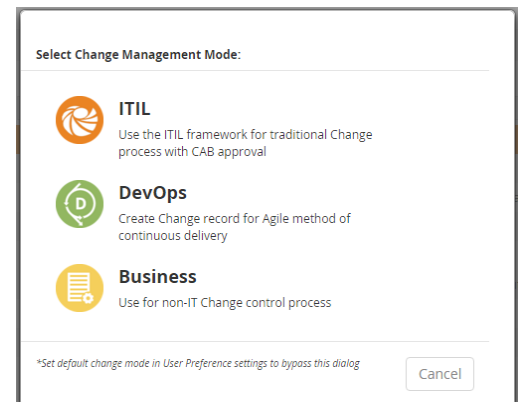 Select Change Management Mode:
ITIL
Use the ITIL framework for traditional Change
process with CAB approval
D
DevOps
Create Change record for Agile method of
continuous delivery
Business
Use for non-IT Change control process
*Set default change mode in User Preference settings to bypass this dialog
Cancel